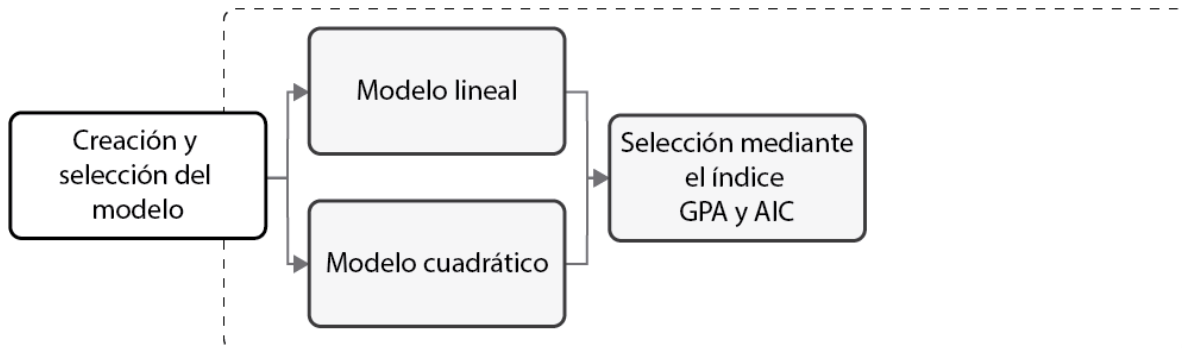 Creación y
selección del
modelo
Modelo lineal
Modelo cuadrático
Selección mediante
el índice
GPA y AIC